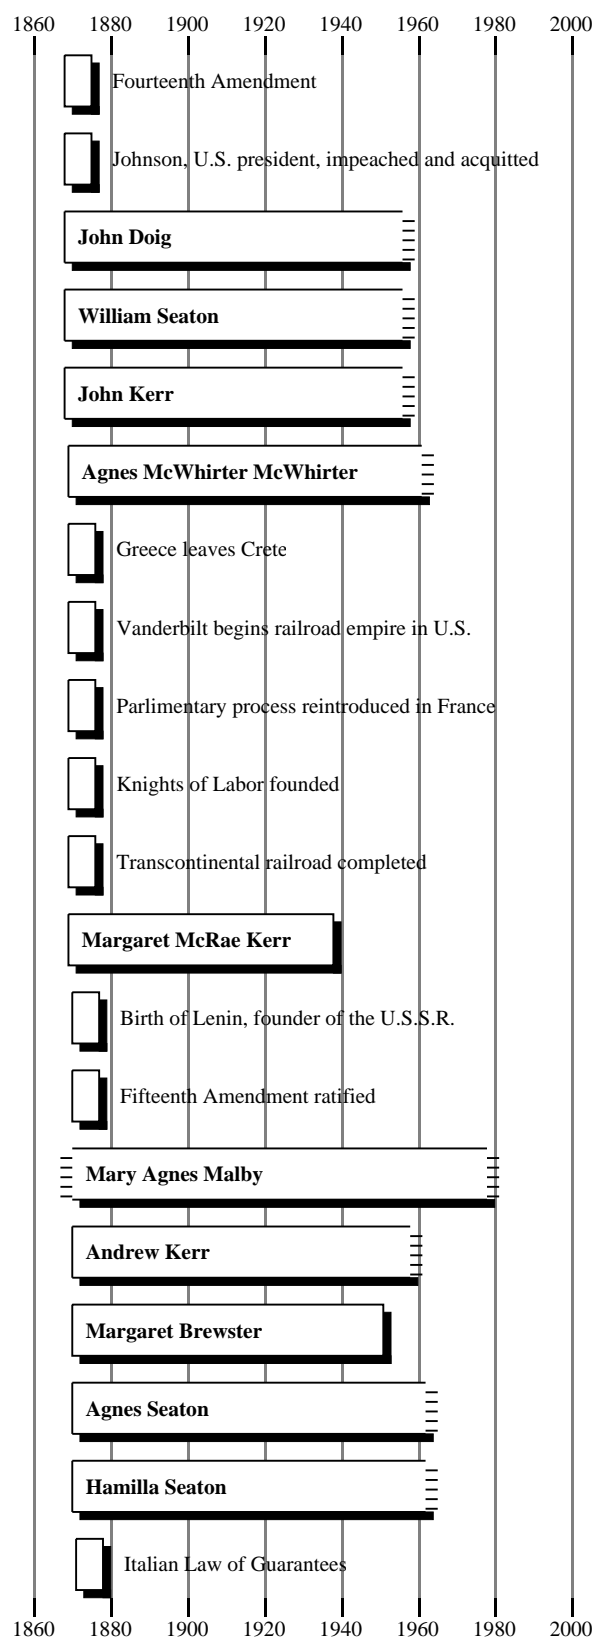 1860 1880 1900 1920 1940 1960 1980 2000
Fourteenth Amendment
Johnson, U.S. president, impeached and acquitted
John Doig
William Seaton
John Kerr
Agnes McWhirter McWhirter
Greece leaves Crete
Vanderbilt begins railroad empire in U.S.
Parlimentary process reintroduced in France
Knights of Labor founded
Transcontinental railroad completed
Margaret McRae Kerr
Birth of Lenin, founder of the U.S.S.R.
Fifteenth Amendment ratified
Mary Agnes Malby
Andrew Kerr
Margaret Brewster
Agnes Seaton
Hamilla Seaton
Italian Law of Guarantees
1860 1880 1900 1920 1940 1960 1980 2000